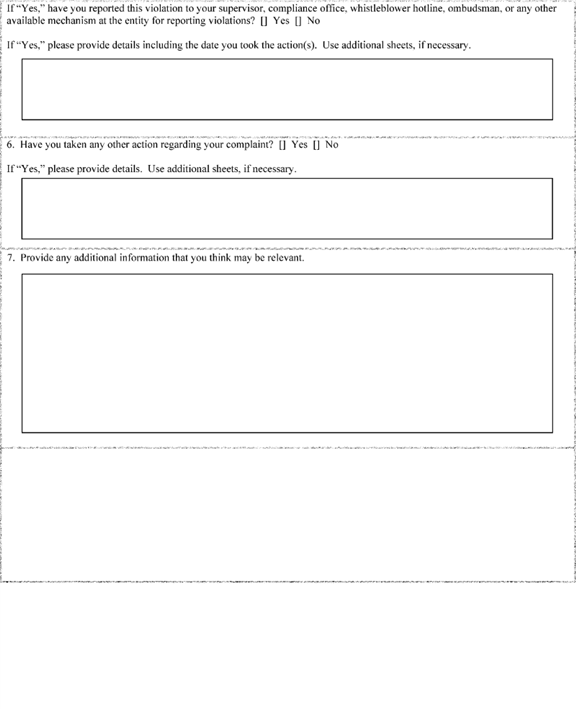 If “Yes,” have you reported this violation to your supervisor, compliance office, whistleblower hotline, ombudsman, or any other
available mechanism at the entity for reporting violations? [] Yes [] No
If “Yes,” please provide details including the date you took the action(s). Use additional sheets, if necessary.
6. Have you taken any other action regarding your complaint? [] Yes [] No
If “Yes,” please provide details. Use additional sheets, if necessary.
7. Provide any additional information that you think may be relevant.